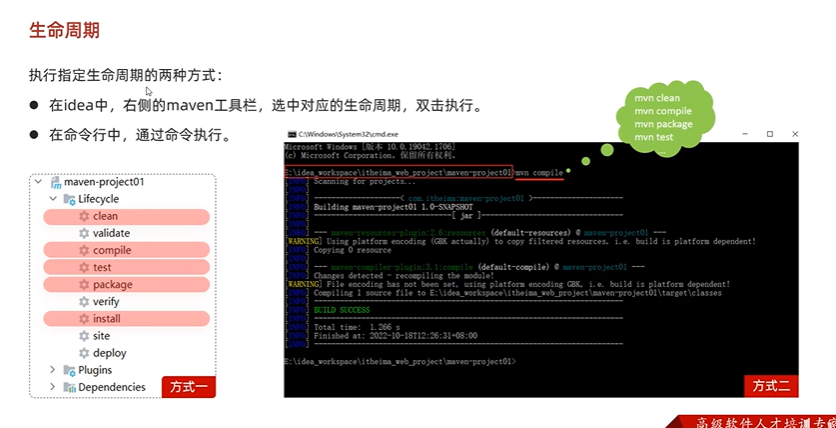 生命周期
执行指定生命周期的两种方式：
● 在idea中，右侧的maven工具栏，选中对应的生命周期，双击执行。
● 在命令行中，通过命令执行。
mvn clean
mvn compile
mvn package
mvn test
...
maven-project01
Lifecycle
clean
validate
compile
test
package
verify
install
site
deploy
Plugins
Dependencies
方式一
C:\Windows\System32\cmd.exe
Microsoft Windows [版本 10.0.19042.1706]
(c) Microsoft Corporation. 保留所有权利。
E:\idea_workspace\itheima_web_project\maven-project01>mvn compile
[INFO] Scanning for projects...
[INFO]
[INFO] ---------------------< com.itheima:maven-project01 >---------------------
[INFO] Building maven-project01 1.0-SNAPSHOT
[INFO] --------------------------------[ jar ]---------------------------------
[INFO]
[INFO] --- maven-resources-plugin:2.6:resources (default-resources) @ maven-project01 ---
[WARNING] Using platform encoding (GBK actually) to copy filtered resources, i.e. build is platform dependent!
[INFO] Copying 0 resource
[INFO]
[INFO] --- maven-compiler-plugin:3.1:compile (default-compile) @ maven-project01 ---
[INFO] Changes detected - recompiling the module!
[WARNING] File encoding has not been set, using platform encoding GBK, i.e. build is platform dependent!
[INFO] Compiling 1 source file to E:\idea_workspace\itheima_web_project\maven-project01\target\classes
[INFO] ------------------------------------------------------------------------
[INFO] BUILD SUCCESS
[INFO] ------------------------------------------------------------------------
[INFO] Total time:  1.266 s
[INFO] Finished at: 2022-10-18T12:26:31+08:00
[INFO] ------------------------------------------------------------------------
E:\idea_workspace\itheima_web_project\maven-project01>
方式二
高级软件人才培训专家